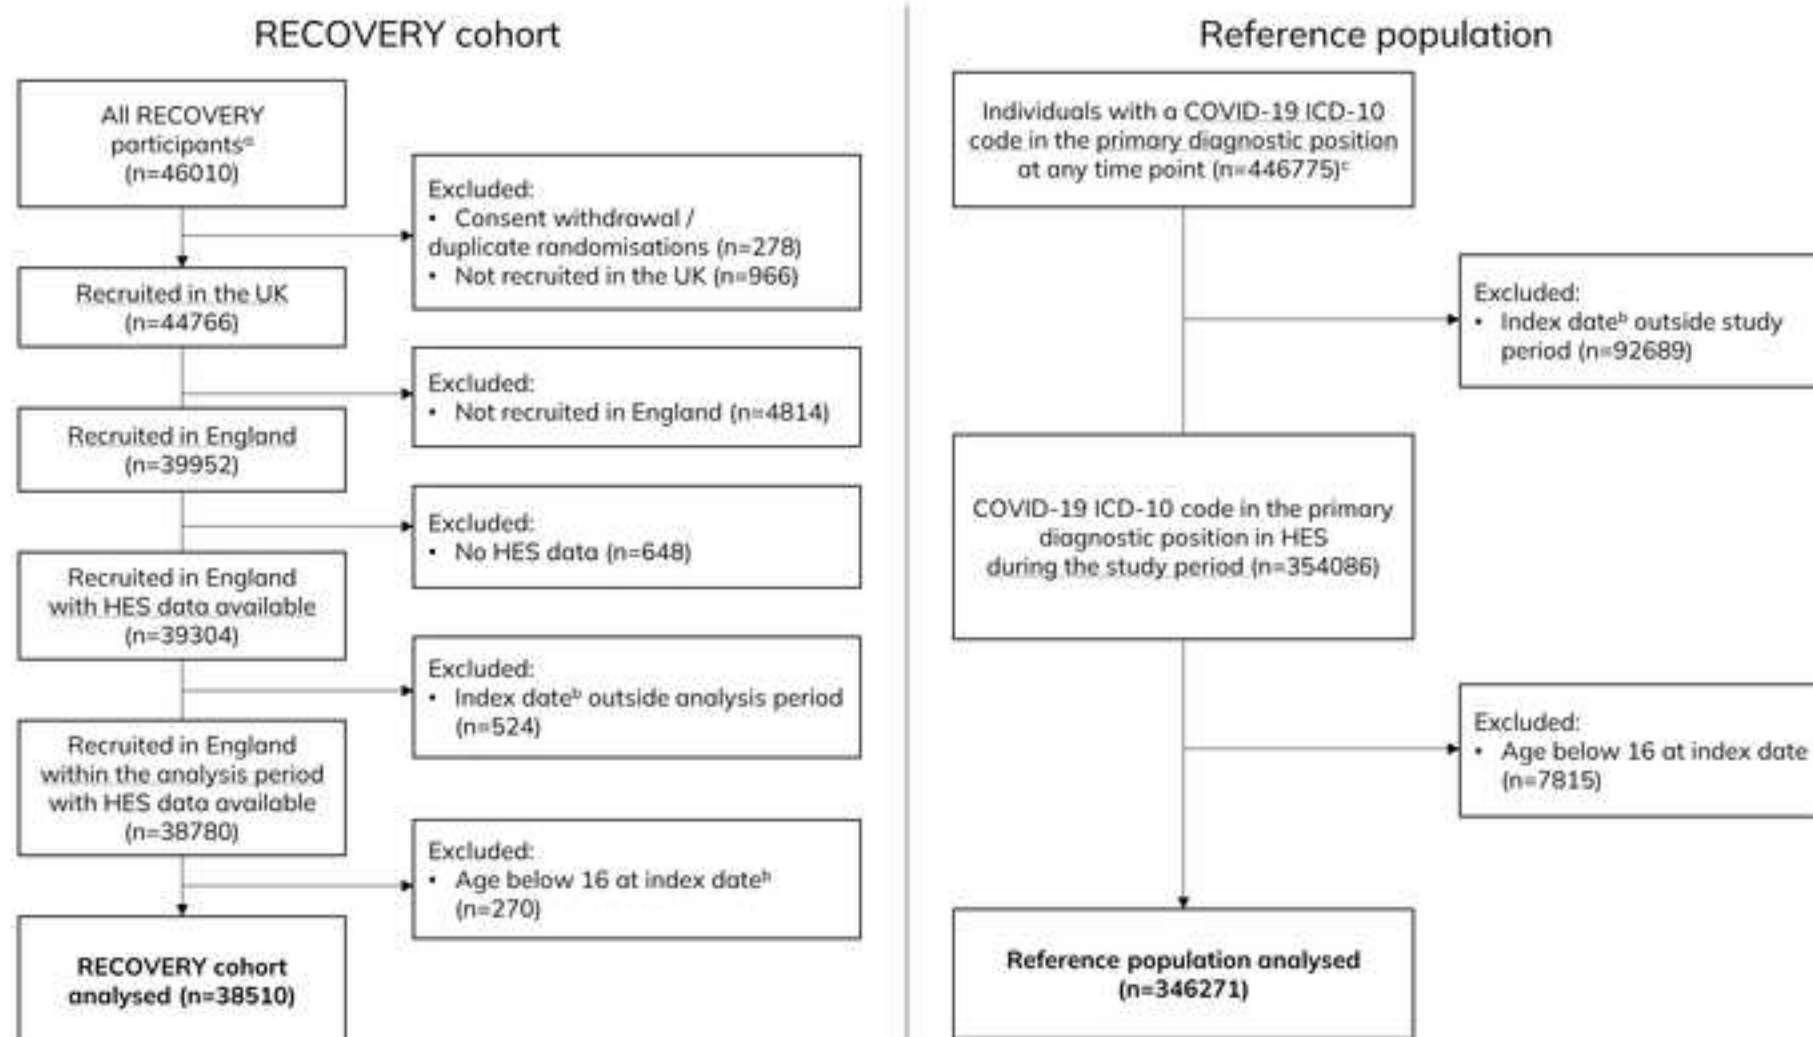 RECOVERY cohort
All RECOVERY
participantsᵃ
(n=46010)
Excluded:
• Consent withdrawal /
duplicate randomisations (n=278)
• Not recruited in the UK (n=966)
Recruited in the UK
(n=44766)
Excluded:
• Not recruited in England (n=4814)
Recruited in England
(n=39952)
Excluded:
• No HES data (n=648)
Recruited in England
with HES data available
(n=39304)
Excluded:
• Index dateᵇ outside analysis period
(n=524)
Recruited in England
within the analysis period
with HES data available
(n=38780)
Excluded:
• Age below 16 at index dateᵇ
(n=270)
RECOVERY cohort
analysed (n=38510)
Reference population
Individuals with a COVID-19 ICD-10
code in the primary diagnostic position
at any time point (n=446775)ᶜ
Excluded:
• Index dateᵇ outside study
period (n=92689)
COVID-19 ICD-10 code in the primary
diagnostic position in HES
during the study period (n=354086)
Excluded:
• Age below 16 at index date
(n=7815)
Reference population analysed
(n=346271)